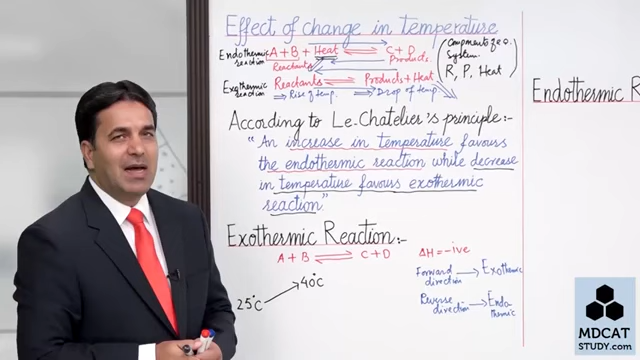 Effect of change in temperature
Endothermic reaction A + B + Heat ⇌ C + D
Reactants Products
Exothermic reaction Reactants ⇌ Products + Heat
⇒ Rise of temp. ⇒ Drop of temp.
(Components of eq.
System.
R, P, Heat)
According to Le.Chatelier's principle:-
"An increase in temperature favours
the endothermic reaction while decrease
in temperature favours exothermic
reaction".
Exothermic Reaction:-
A + B ⇌ C + D
25°C → 40°C
ΔH = -ive
Forward direction → Exothermic
Reverse direction → Endothermic
Endothermic R
MDCAT
STUDY.com